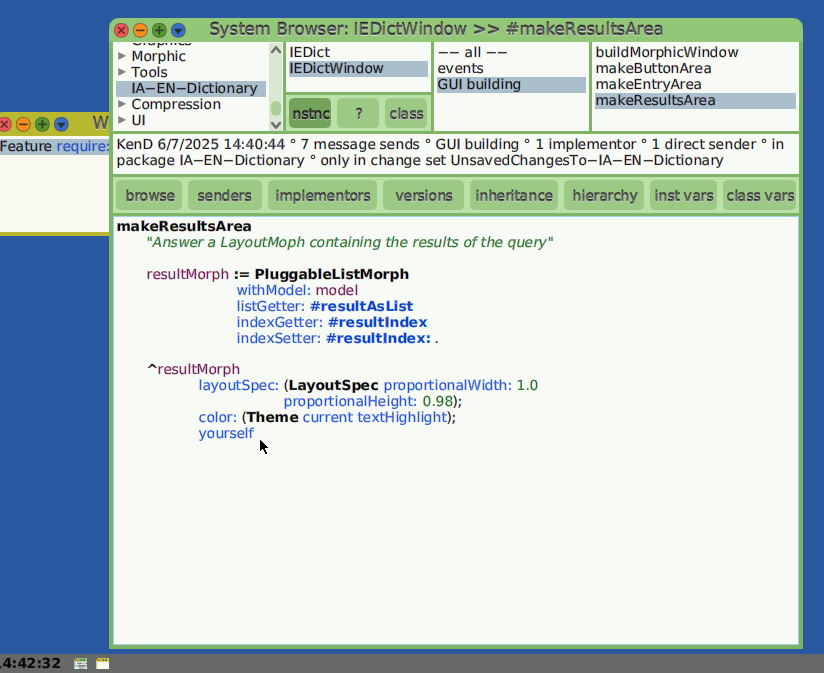 System Browser: IEDictWindow >> #makeResultsArea
Graphics
Morphic
Tools
IA−EN−Dictionary
Compression
UI
IEDict
IEDictWindow
nstnc ? class
−− all −−
events
GUI building
buildMorphicWindow
makeButtonArea
makeEntryArea
makeResultsArea
W
Feature require:
KenD 6/7/2025 14:40:44 ° 7 message sends ° GUI building ° 1 implementor ° 1 direct sender ° in
package IA−EN−Dictionary ° only in change set UnsavedChangesTo−IA−EN−Dictionary
browse senders implementors versions inheritance hierarchy inst vars class vars
makeResultsArea
"Answer a LayoutMoph containing the results of the query"
resultMorph := PluggableListMorph
withModel: model
listGetter: #resultAsList
indexGetter: #resultIndex
indexSetter: #resultIndex: .
^resultMorph
layoutSpec: (LayoutSpec proportionalWidth: 1.0
proportionalHeight: 0.98);
color: (Theme current textHighlight);
yourself
4:42:32